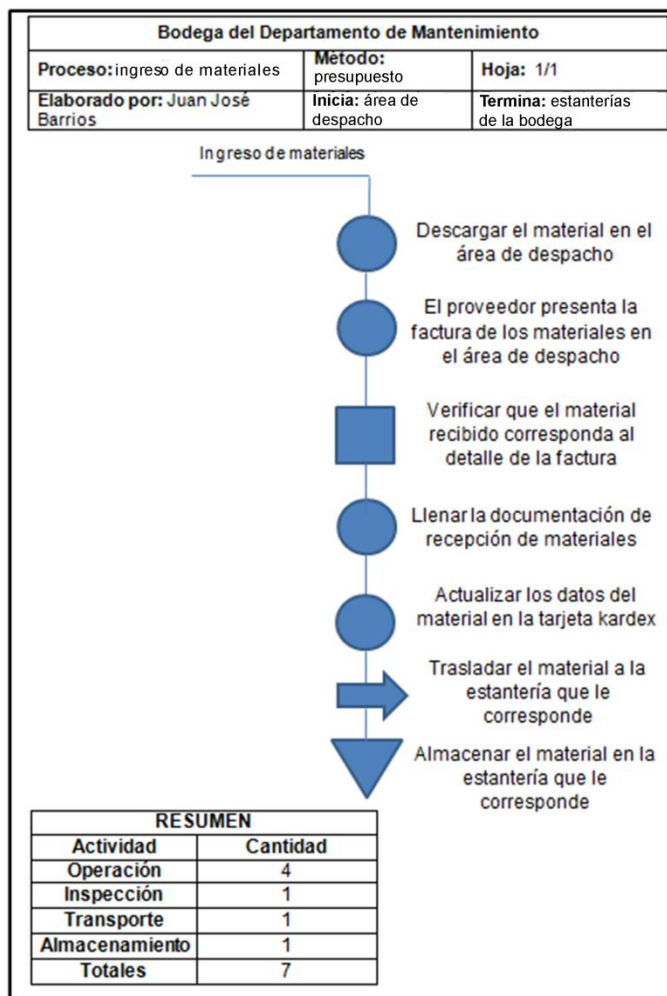 Bodega del Departamento de Mantenimiento
Proceso: ingreso de materiales
Método:
presupuesto
Hoja: 1/1
Elaborado por: Juan José
Barrios
Inicia: área de
despacho
Termina: estanterías
de la bodega
Ingreso de materiales
Descargar el material en el
área de despacho
El proveedor presenta la
factura de los materiales en
el área de despacho
Verificar que el material
recibido corresponda al
detalle de la factura
Llenar la documentación de
recepción de materiales
Actualizar los datos del
material en la tarjeta kardex
Trasladar el material a la
estantería que le
corresponde
Almacenar el material en la
estantería que le
corresponde
RESUMEN
Actividad Cantidad
Operación 4
Inspección 1
Transporte 1
Almacenamiento 1
Totales 7